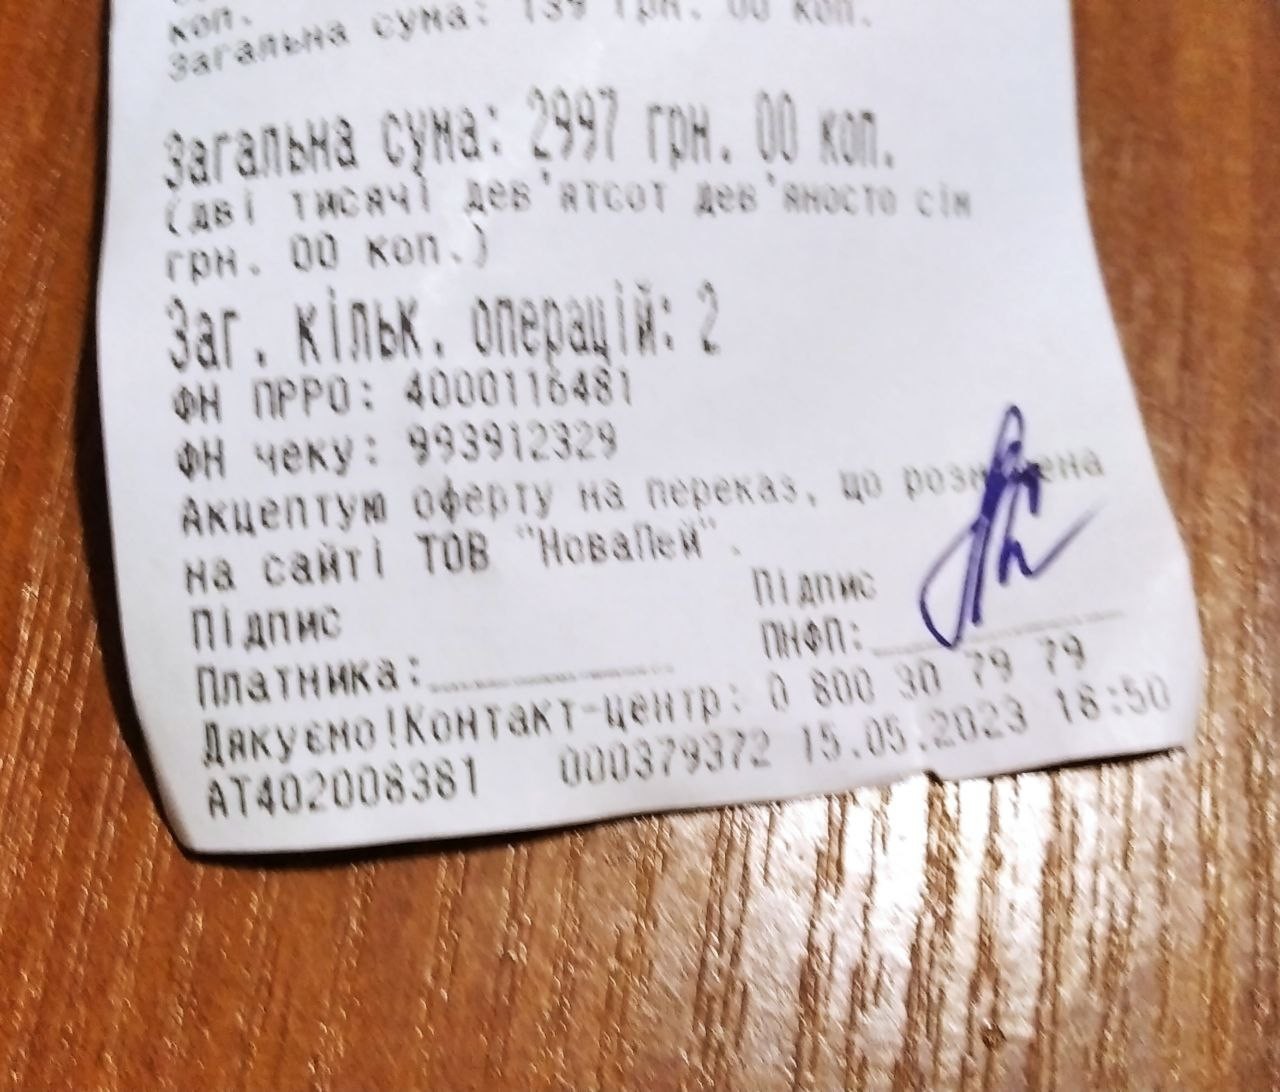 коп.
Загальна сума: 139 грн. 00 коп.
Загальна сума: 2997 грн. 00 коп.
(дві тисячі дев'ятсот дев'яносто сім
грн. 00 коп.)
Заг. кільк. операцій: 2
ФН ПРРО: 4000116481
ФН чеку: 993912329
Акцептую оферту на переказ, що розміщена
на сайті ТОВ "НоваПей".
Підпис Підпис
Платника: ПНФП:
Дякуємо!Контакт-центр: 0 800 30 79 79
АТ402008381 000379372 15.05.2023 18:50